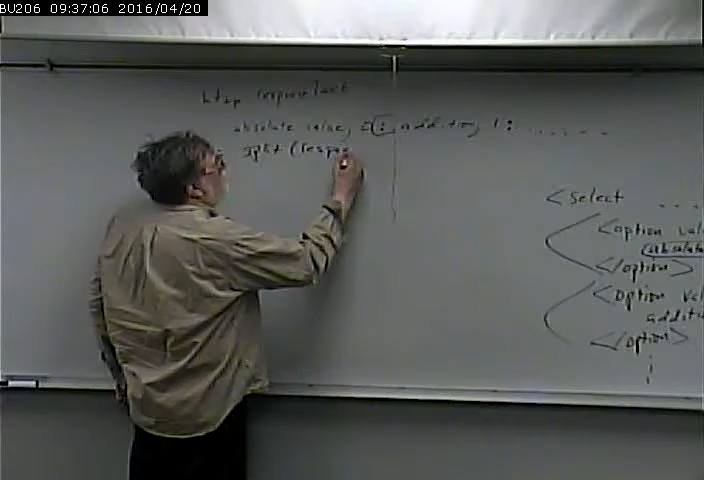 BU206 09:37:06 2016/04/20
http response text
absolute value, 2 : addition, 1 : .......
split (respo
<select ....
<option val
(absolute
</option>
<option val
additi
</option>